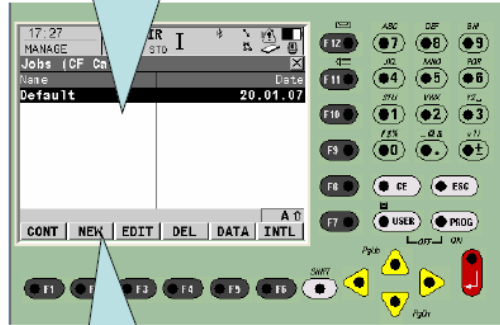 17:27
MANAGE
IR
STD
I
Jobs (CF Ca
Name Date
Default 20.01.07
A
CONT NEW EDIT DEL DATA INTL
F1 F3 F4 F5 F6 SHIFT
F12
F11
F10
F9
F8
F7
ABC DEF
7 8 9
JKL MNO PQR
4 5 6
STU VWX YZ_
1 2 3
0 . ±
CE ESC
USER PROG
OFF ON
PgUp
PgDn